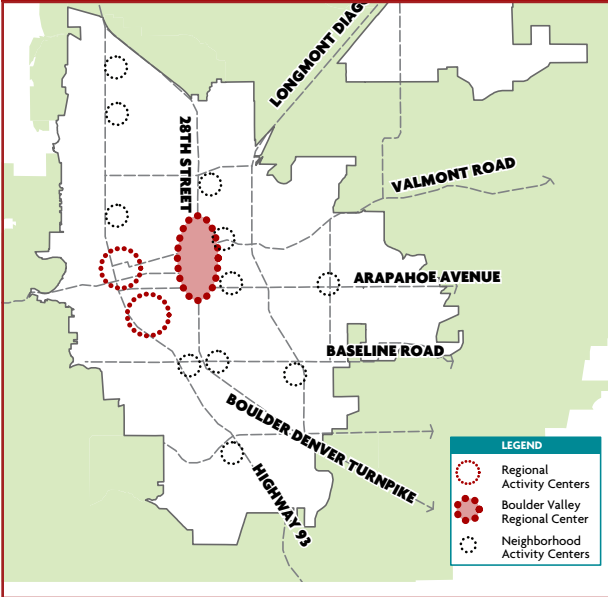 LONGMONT DIAG
28TH STREET
VALMONT ROAD
ARAPAHOE AVENUE
BASELINE ROAD
BOULDER DENVER TURNPIKE
HIGHWAY 93
LEGEND
Regional
Activity Centers
Boulder Valley
Regional Center
Neighborhood
Activity Centers